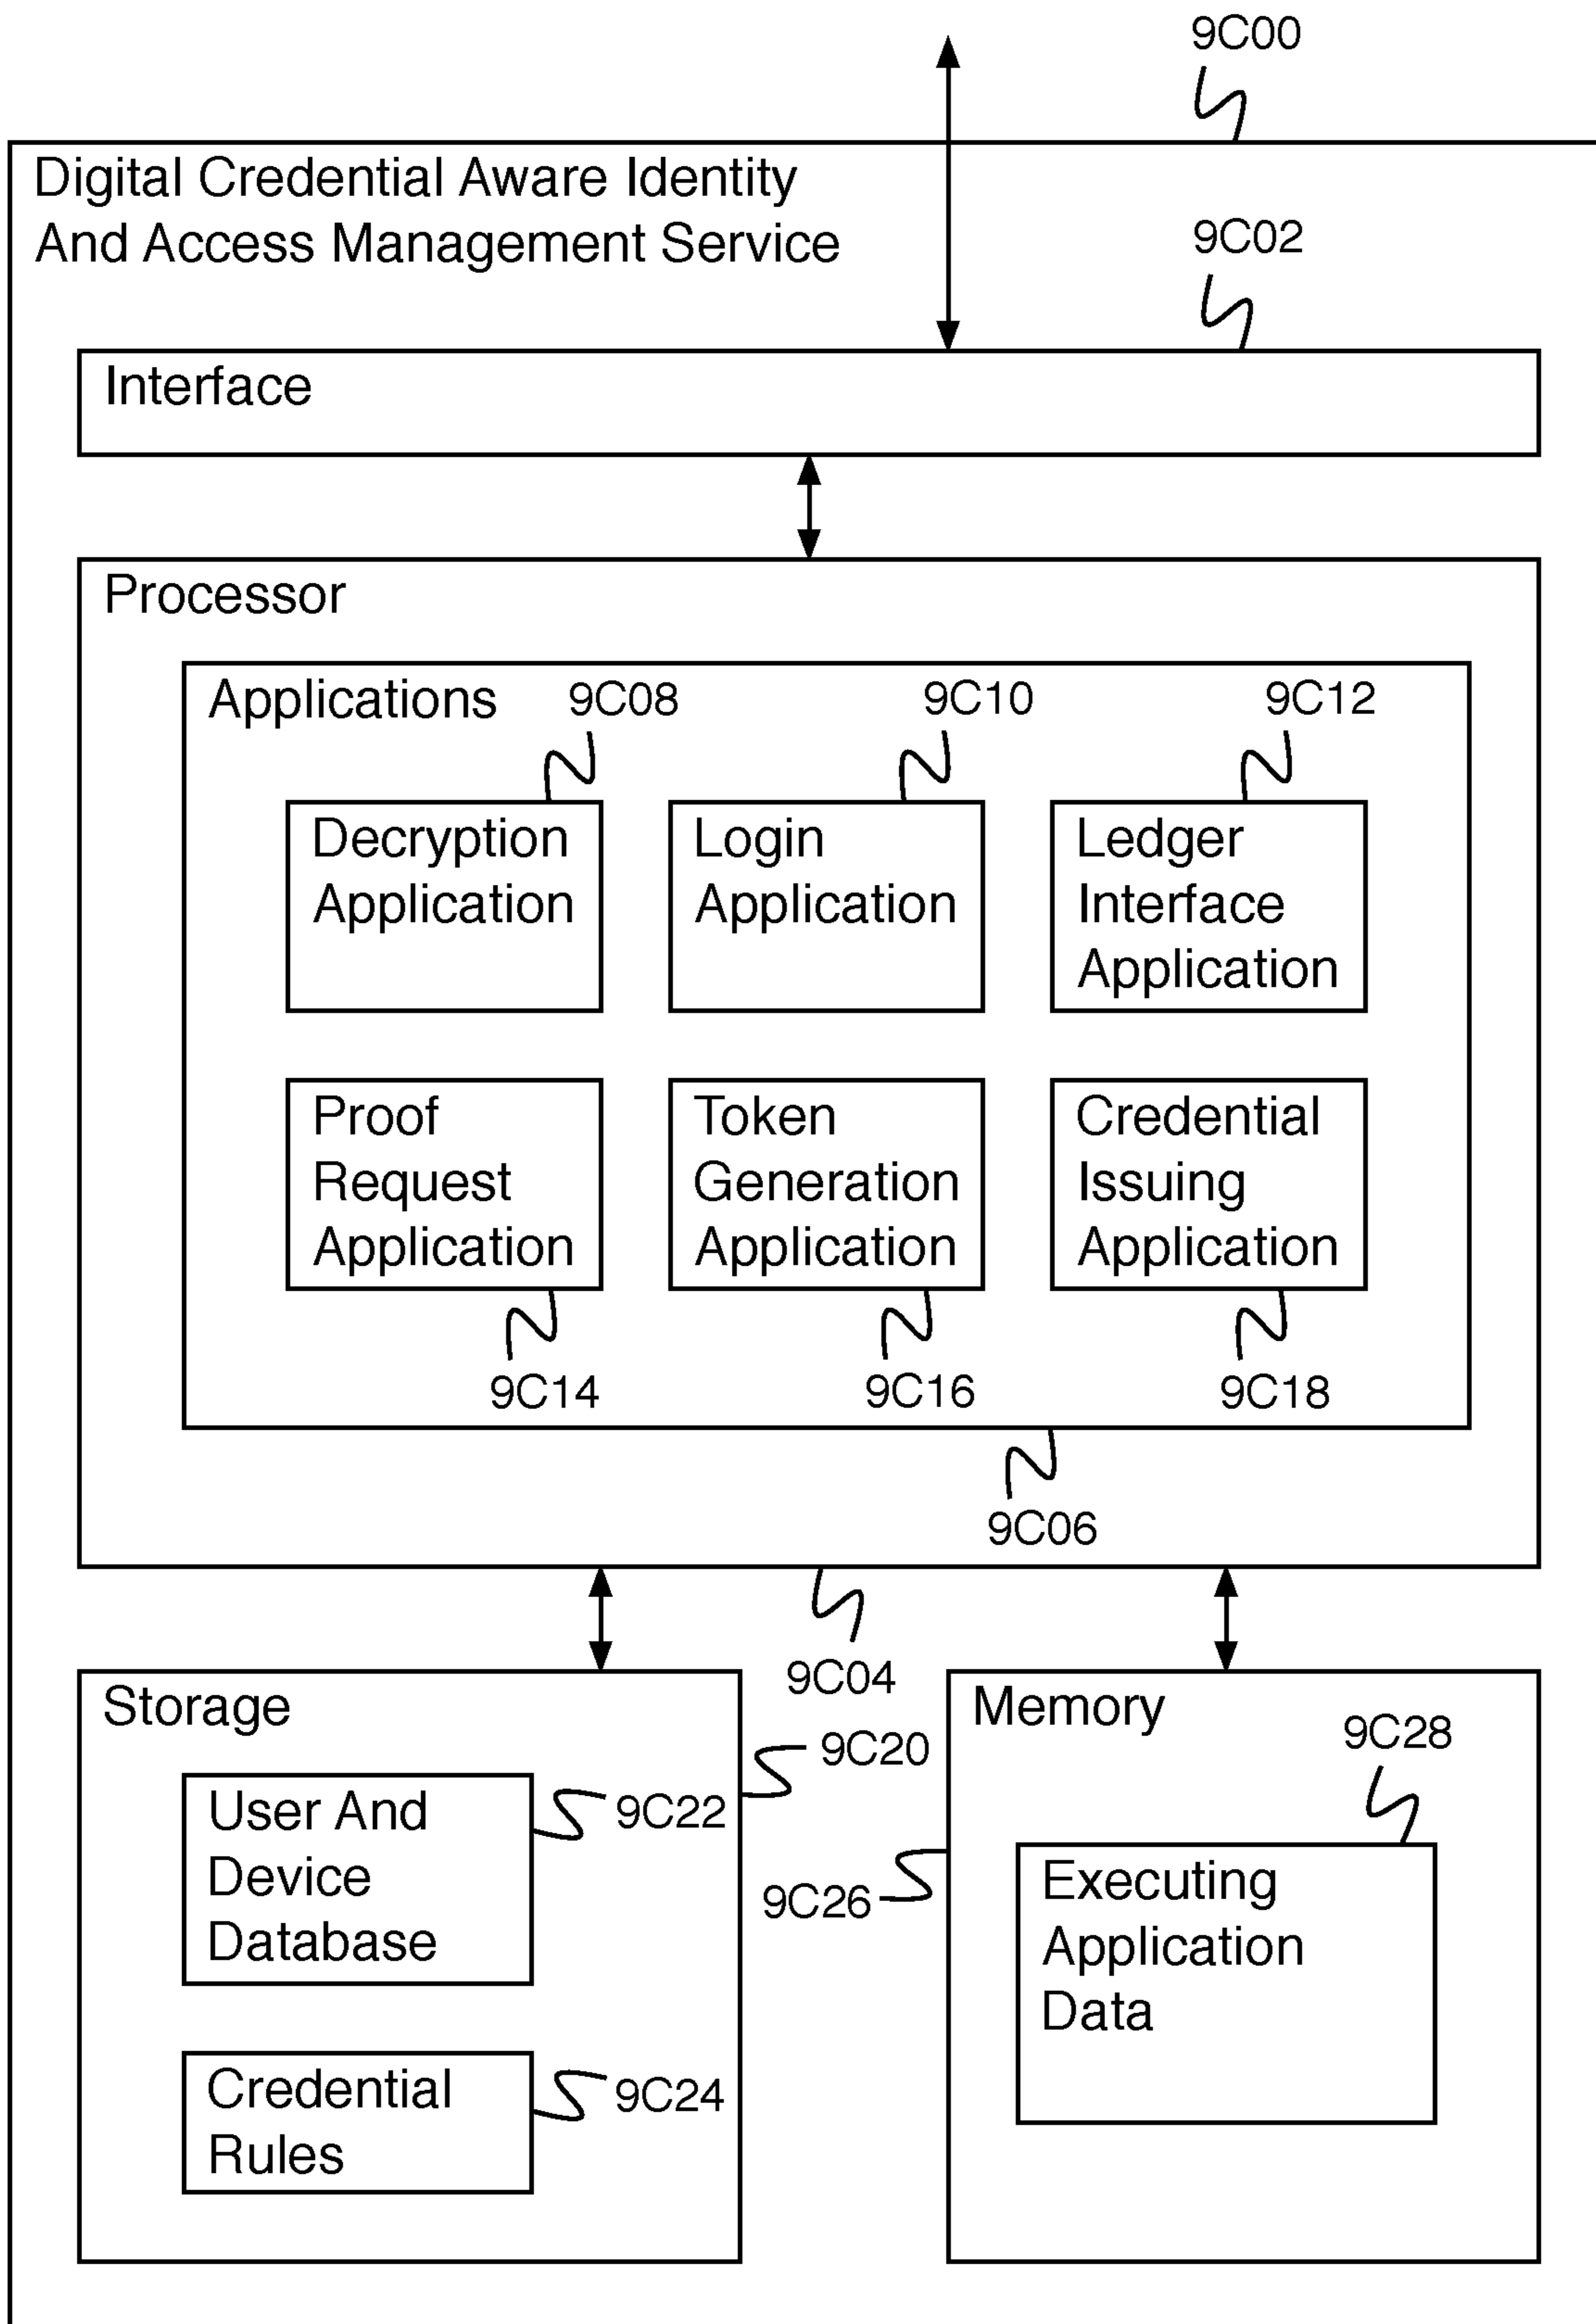 9C00
Digital Credential Aware Identity
And Access Management Service
9C02
Interface
Processor
Applications
9C08
9C10
9C12
Decryption
Application
Login
Application
Ledger
Interface
Application
Proof
Request
Application
Token
Generation
Application
Credential
Issuing
Application
9C14
9C16
9C18
9C06
9C04
Storage
9C20
User And
Device
Database
9C22
Credential
Rules
9C24
Memory
9C28
9C26
Executing
Application
Data